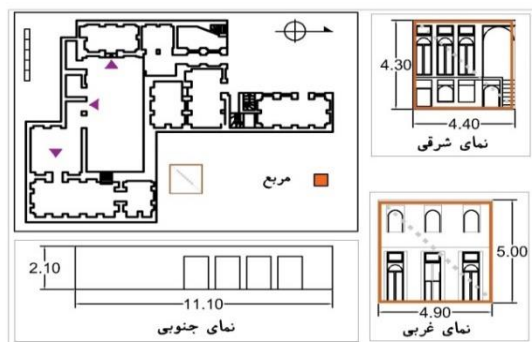 4.30
4.40
نمای شرقی
مربع
2.10
11.10
نمای جنوبی
5.00
4.90
نمای غربی